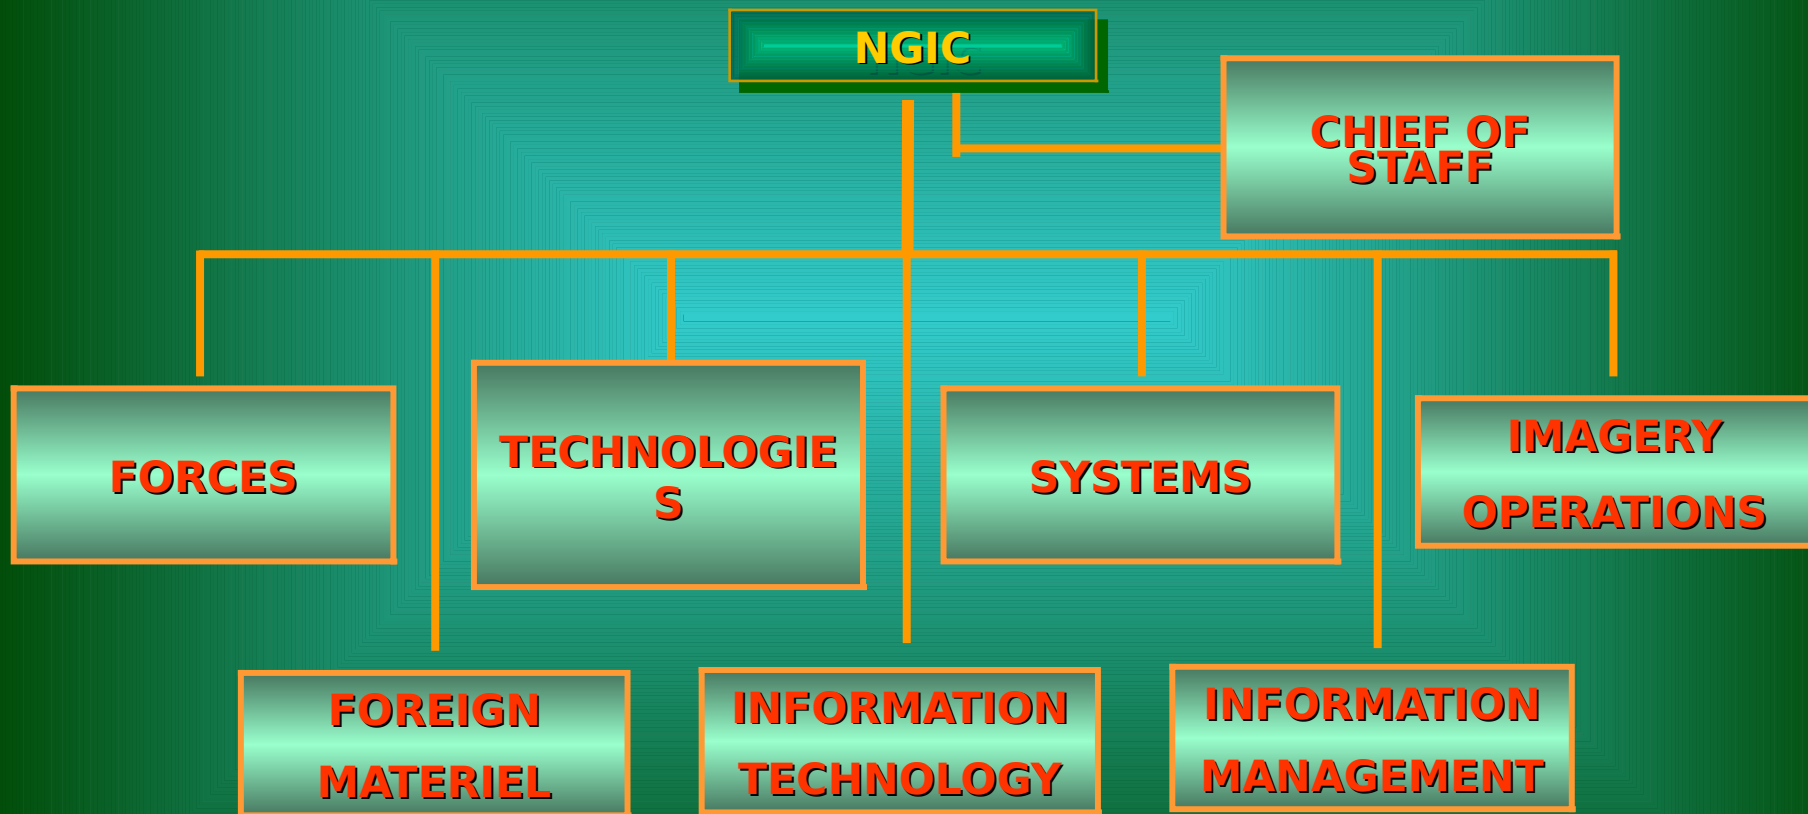 NGIC
CHIEF OF
STAFF
FORCES
TECHNOLOGIE
S
SYSTEMS
IMAGERY
OPERATIONS
FOREIGN
MATERIEL
INFORMATION
TECHNOLOGY
INFORMATION
MANAGEMENT